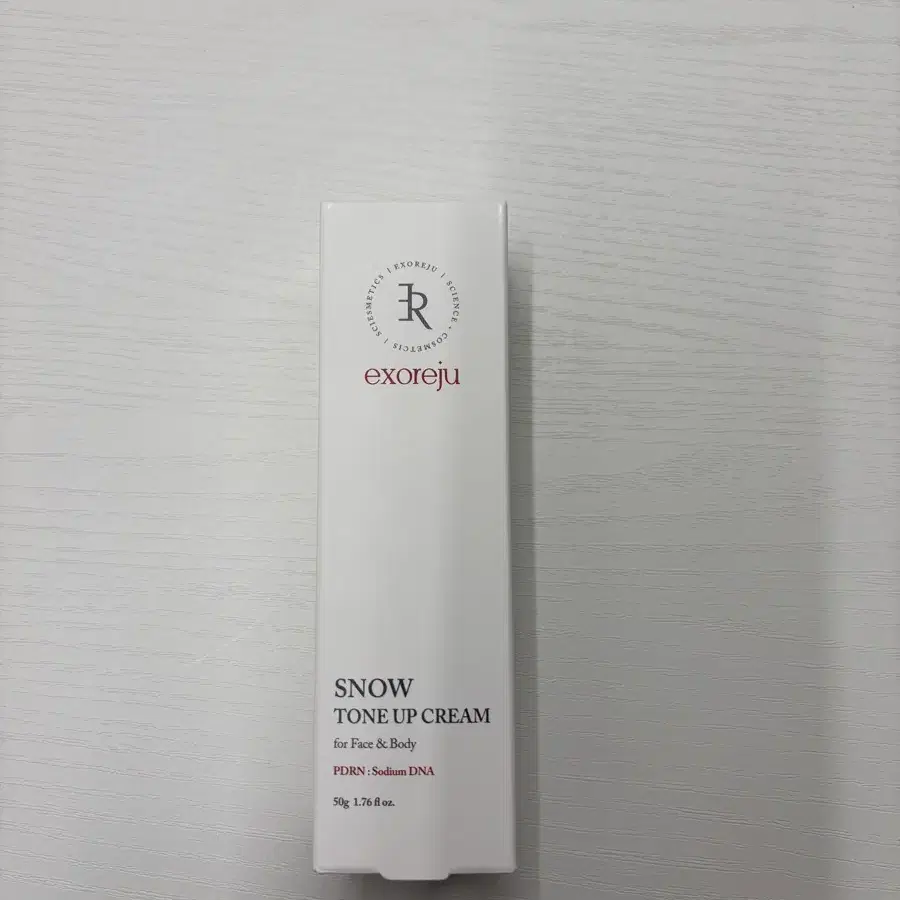 | EXOREJU | SCIENCE + COSMETCIS | SCIESMETICS
ER
exoreju
SNOW
TONE UP CREAM
for Face & Body
PDRN : Sodium DNA
50g 1.76 fl oz.